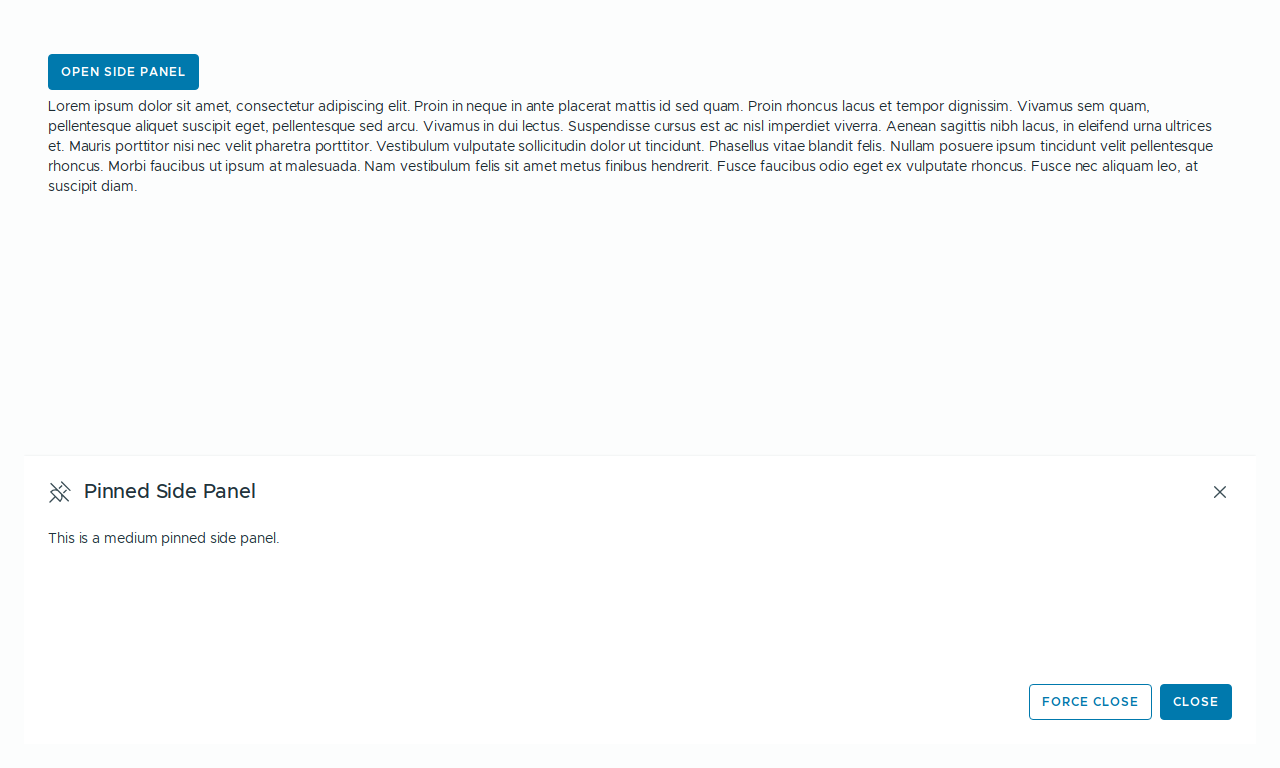 OPEN SIDE PANEL
Lorem ipsum dolor sit amet, consectetur adipiscing elit. Proin in neque in ante placerat mattis id sed quam. Proin rhoncus lacus et tempor dignissim. Vivamus sem quam,
pellentesque aliquet suscipit eget, pellentesque sed arcu. Vivamus in dui lectus. Suspendisse cursus est ac nisl imperdiet viverra. Aenean sagittis nibh lacus, in eleifend urna ultrices
et. Mauris porttitor nisi nec velit pharetra porttitor. Vestibulum vulputate sollicitudin dolor ut tincidunt. Phasellus vitae blandit felis. Nullam posuere ipsum tincidunt velit pellentesque
rhoncus. Morbi faucibus ut ipsum at malesuada. Nam vestibulum felis sit amet metus finibus hendrerit. Fusce faucibus odio eget ex vulputate rhoncus. Fusce nec aliquam leo, at
suscipit diam.
Pinned Side Panel
This is a medium pinned side panel.
FORCE CLOSE
CLOSE